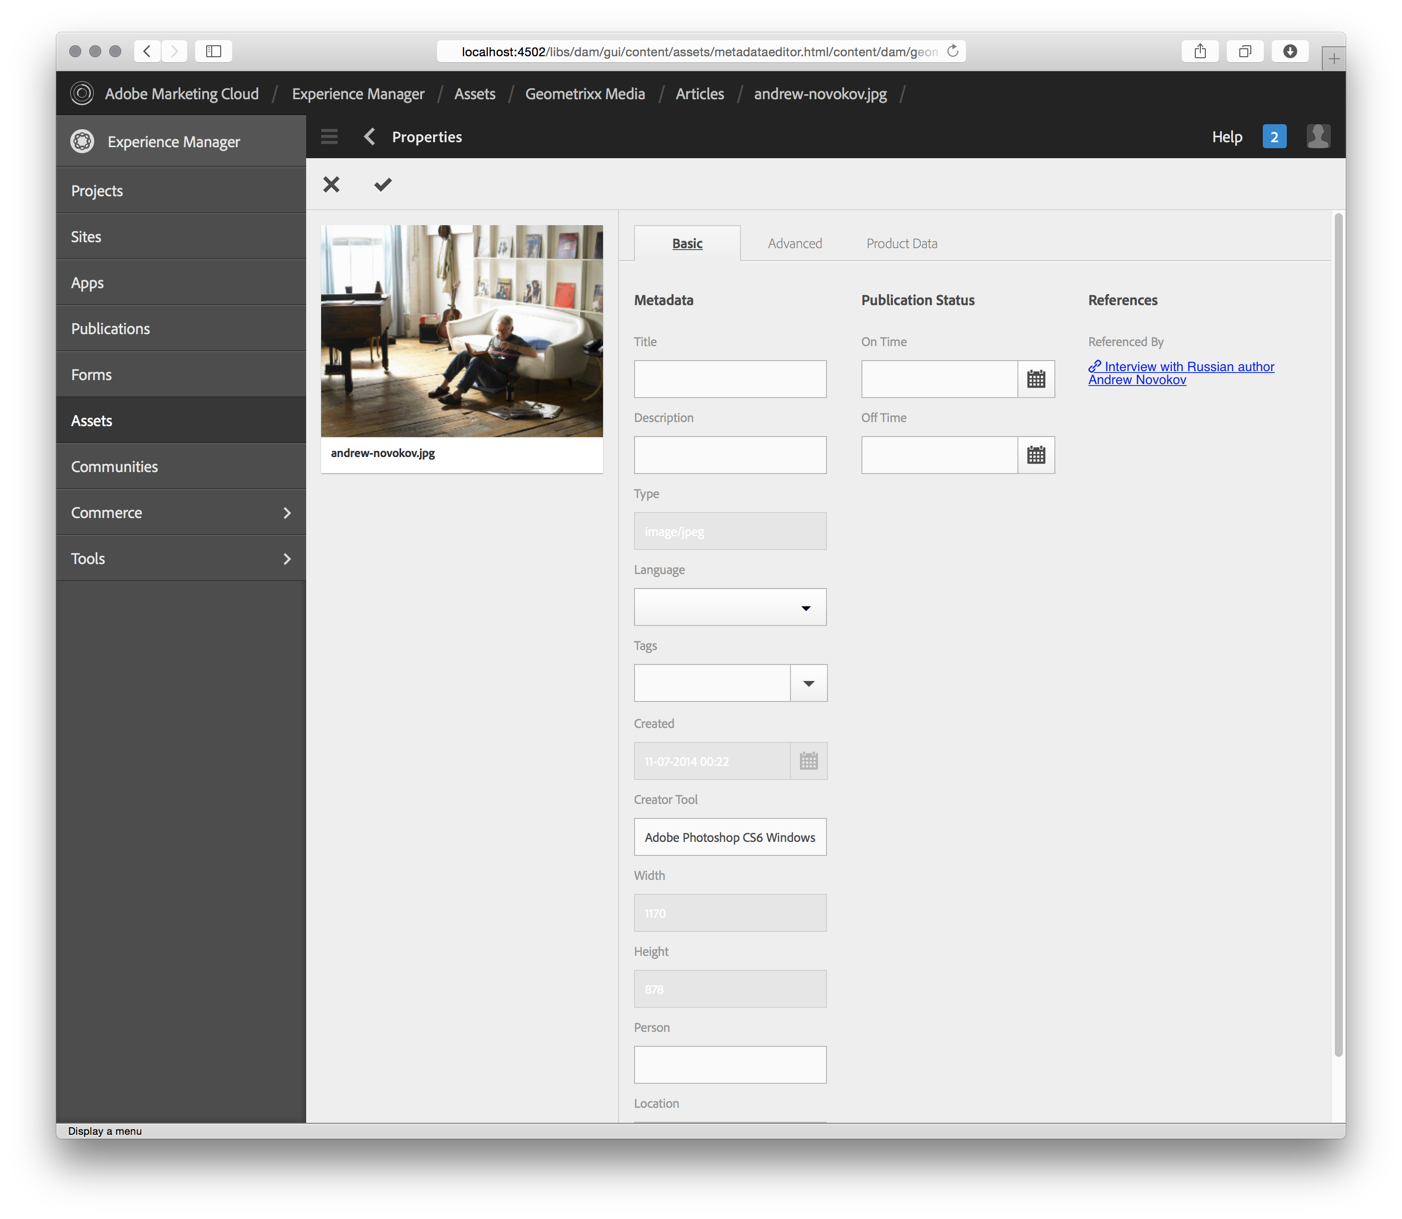 localhost:4502/libs/dam/gui/content/assets/metadataeditor.html/content/dam/geon
Adobe Marketing Cloud / Experience Manager / Assets / Geometrixx Media / Articles / andrew-novokov.jpg /
Experience Manager
Properties
Help
2
Projects
Sites
Apps
Publications
Forms
Assets
Communities
Commerce
Tools
andrew-novokov.jpg
Basic
Advanced
Product Data
Metadata
Title
Description
Type
image/jpeg
Language
Tags
Created
11-07-2014 00:22
Creator Tool
Adobe Photoshop CS6 Windows
Width
1170
Height
878
Person
Location
Publication Status
On Time
Off Time
References
Referenced By
Interview with Russian author
Andrew Novokov
Display a menu